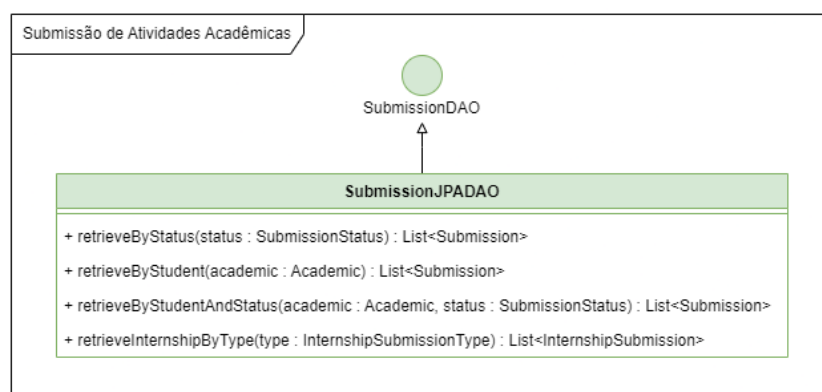 Submissão de Atividades Acadêmicas
SubmissionDAO
SubmissionJPADAO
+ retrieveByStatus(status : SubmissionStatus) : List<Submission>
+ retrieveByStudent(academic : Academic) : List<Submission>
+ retrieveByStudentAndStatus(academic : Academic, status : SubmissionStatus) : List<Submission>
+ retrieveInternshipByType(type : InternshipSubmissionType) : List<InternshipSubmission>